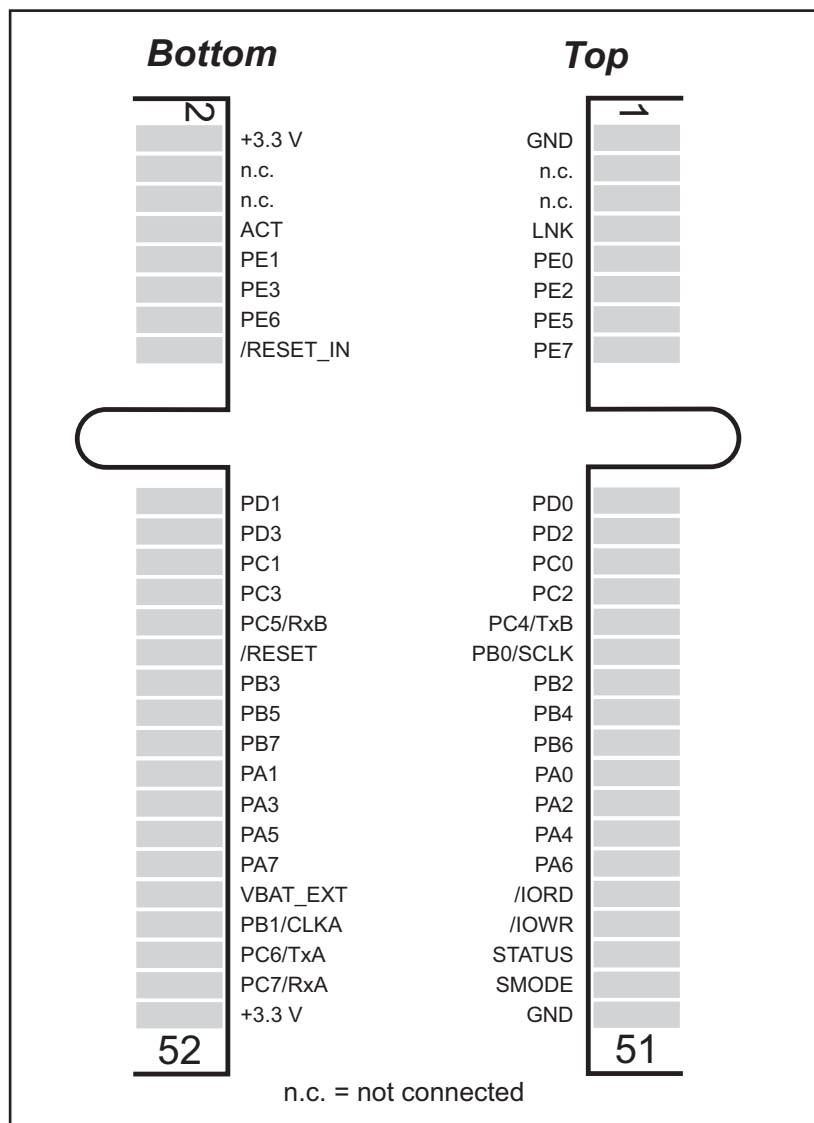 Bottom Top
2 1
+3.3 V GND
n.c. n.c.
n.c. n.c.
ACT LNK
PE1 PE0
PE3 PE2
PE6 PE5
/RESET_IN PE7
PD1 PD0
PD3 PD2
PC1 PC0
PC3 PC2
PC5/RxB PC4/TxB
/RESET PB0/SCLK
PB3 PB2
PB5 PB4
PB7 PB6
PA1 PA0
PA3 PA2
PA5 PA4
PA7 PA6
VBAT_EXT /IORD
PB1/CLKA /IOWR
PC6/TxA STATUS
PC7/RxA SMODE
+3.3 V GND
52 51
n.c. = not connected